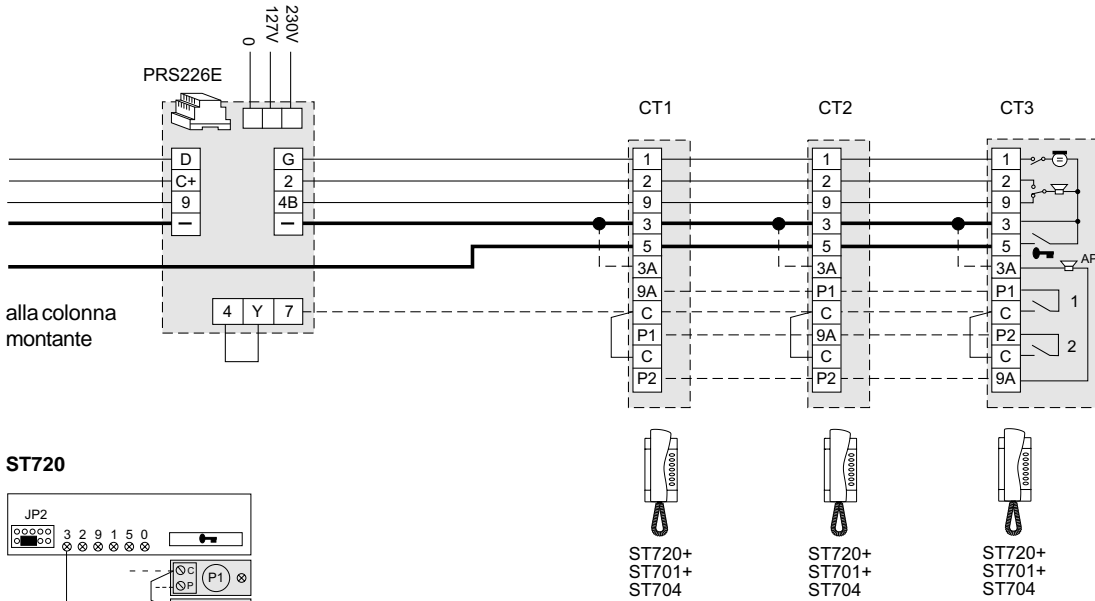 0
127V
230V
PRS226E
CT1
CT2
CT3
D
G
1
1
1
C+
2
2
2
2
9
4B
9
9
9
–
–
3
3
3
5
5
5
3A
3A
3A
AP
9A
P1
P1
1
4 Y 7
C
C
C
P1
9A
P2
2
C
C
C
P2
P2
9A
alla colonna
montante
ST720
JP2
3 2 9 1 5 0
C
P
P1
ST720+
ST701+
ST704
ST720+
ST701+
ST704
ST720+
ST701+
ST704